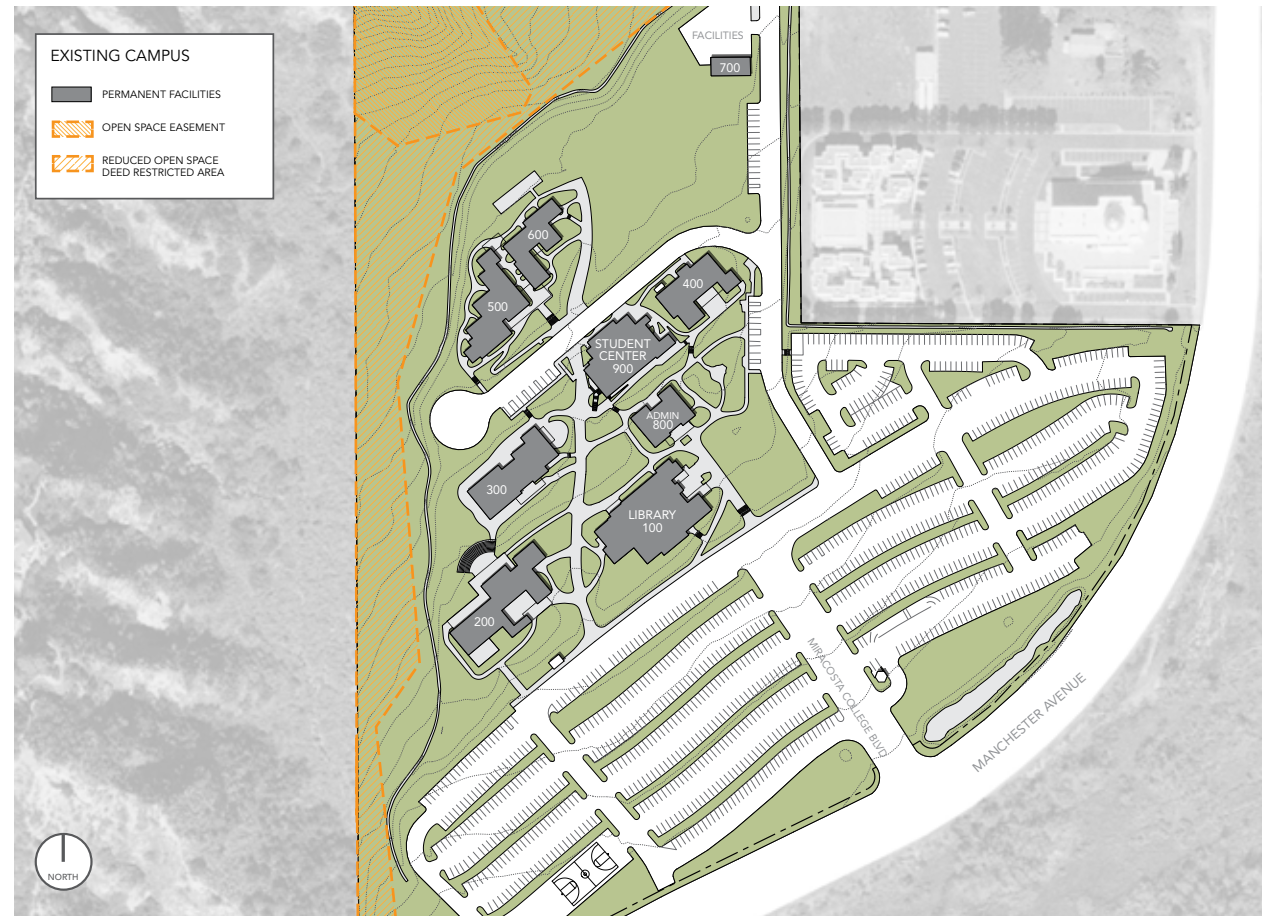 EXISTING CAMPUS
PERMANENT FACILITIES
OPEN SPACE EASEMENT
REDUCED OPEN SPACE
DEED RESTRICTED AREA
FACILITIES
700
600
500
400
STUDENT
CENTER
900
ADMIN
800
300
LIBRARY
100
200
MIRACOSTA COLLEGE BLVD
MANCHESTER AVENUE
NORTH